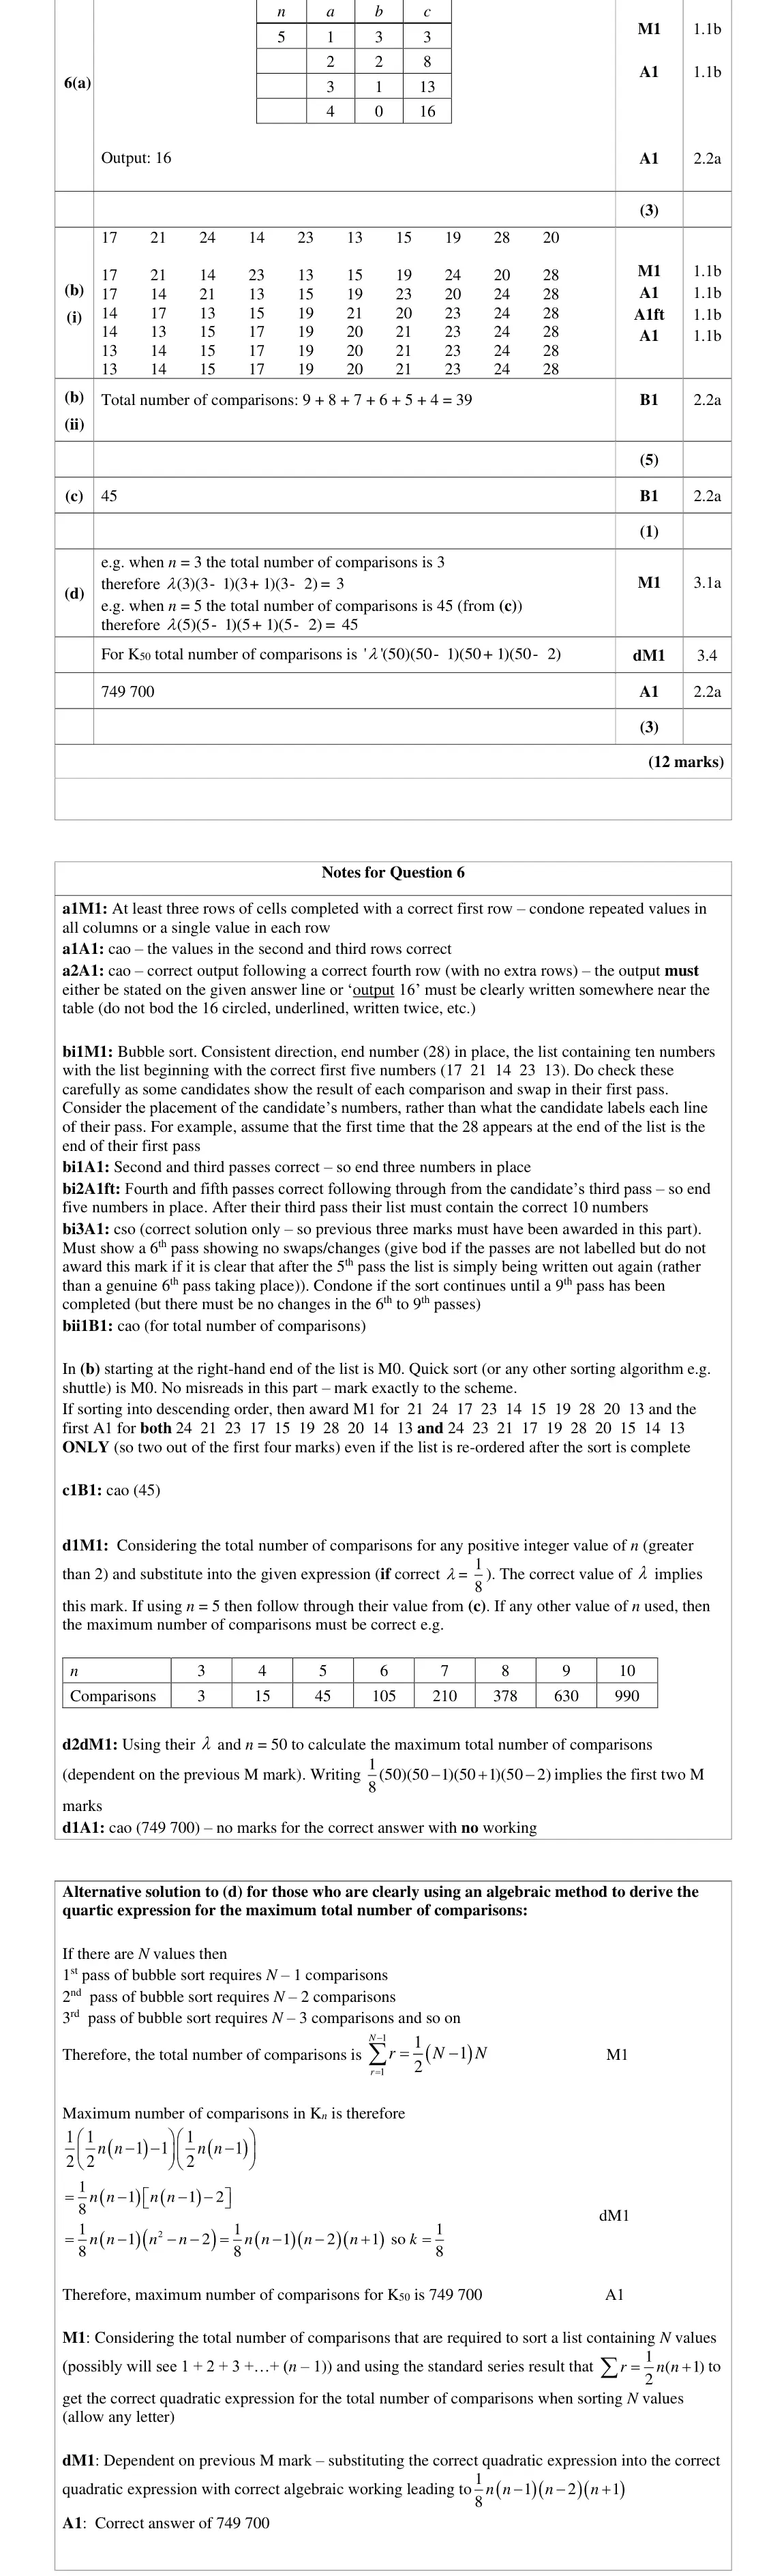 n a b c
5 1 3 3
2 2 8
3 1 13
4 0 16
M1 1.1b
A1 1.1b
6(a)
Output: 16 A1 2.2a
(3)
17 21 24 14 23 13 15 19 28 20
17 21 14 23 13 15 19 24 20 28 M1 1.1b
(b) 17 14 21 13 15 19 23 20 24 28 A1 1.1b
(i) 14 17 13 15 19 21 20 23 24 28 A1ft 1.1b
14 13 15 17 19 20 21 23 24 28 A1 1.1b
13 14 15 17 19 20 21 23 24 28
13 14 15 17 19 20 21 23 24 28
(b) Total number of comparisons: 9 + 8 + 7 + 6 + 5 + 4 = 39 B1 2.2a
(ii)
(5)
(c) 45 B1 2.2a
(1)
e.g. when n = 3 the total number of comparisons is 3
(d) therefore λ(3)(3- 1)(3+ 1)(3- 2) = 3 M1 3.1a
e.g. when n = 5 the total number of comparisons is 45 (from (c))
therefore λ(5)(5- 1)(5+ 1)(5- 2) = 45
For K₅₀ total number of comparisons is 'λ'(50)(50- 1)(50+ 1)(50- 2) dM1 3.4
749 700 A1 2.2a
(3)
(12 marks)
Notes for Question 6
a1M1: At least three rows of cells completed with a correct first row – condone repeated values in
all columns or a single value in each row
a1A1: cao – the values in the second and third rows correct
a2A1: cao – correct output following a correct fourth row (with no extra rows) – the output must
either be stated on the given answer line or ‘output 16’ must be clearly written somewhere near the
table (do not bod the 16 circled, underlined, written twice, etc.)
bi1M1: Bubble sort. Consistent direction, end number (28) in place, the list containing ten numbers
with the list beginning with the correct first five numbers (17 21 14 23 13). Do check these
carefully as some candidates show the result of each comparison and swap in their first pass.
Consider the placement of the candidate’s numbers, rather than what the candidate labels each line
of their pass. For example, assume that the first time that the 28 appears at the end of the list is the
end of their first pass
bi1A1: Second and third passes correct – so end three numbers in place
bi2A1ft: Fourth and fifth passes correct following through from the candidate’s third pass – so end
five numbers in place. After their third pass their list must contain the correct 10 numbers
bi3A1: cso (correct solution only – so previous three marks must have been awarded in this part).
Must show a 6th pass showing no swaps/changes (give bod if the passes are not labelled but do not
award this mark if it is clear that after the 5th pass the list is simply being written out again (rather
than a genuine 6th pass taking place)). Condone if the sort continues until a 9th pass has been
completed (but there must be no changes in the 6th to 9th passes)
bii1B1: cao (for total number of comparisons)
In (b) starting at the right-hand end of the list is M0. Quick sort (or any other sorting algorithm e.g.
shuttle) is M0. No misreads in this part – mark exactly to the scheme.
If sorting into descending order, then award M1 for 21 24 17 23 14 15 19 28 20 13 and the
first A1 for both 24 21 23 17 15 19 28 20 14 13 and 24 23 21 17 19 28 20 15 14 13
ONLY (so two out of the first four marks) even if the list is re-ordered after the sort is complete
c1B1: cao (45)
d1M1: Considering the total number of comparisons for any positive integer value of n (greater
than 2) and substitute into the given expression (if correct λ = 1/8). The correct value of λ implies
this mark. If using n = 5 then follow through their value from (c). If any other value of n used, then
the maximum number of comparisons must be correct e.g.
n 3 4 5 6 7 8 9 10
Comparisons 3 15 45 105 210 378 630 990
d2dM1: Using their λ and n = 50 to calculate the maximum total number of comparisons
(dependent on the previous M mark). Writing 1/8(50)(50−1)(50+1)(50−2) implies the first two M
marks
d1A1: cao (749 700) – no marks for the correct answer with no working
Alternative solution to (d) for those who are clearly using an algebraic method to derive the
quartic expression for the maximum total number of comparisons:
If there are N values then
1st pass of bubble sort requires N – 1 comparisons
2nd pass of bubble sort requires N – 2 comparisons
3rd pass of bubble sort requires N – 3 comparisons and so on
Therefore, the total number of comparisons is ∑_{r=1}^{N−1} r = 1/2(N−1)N M1
Maximum number of comparisons in Kₙ is therefore
1/2(1/2 n(n−1)−1)(1/2 n(n−1))
= 1/8 n(n−1)[n(n−1)−2]
dM1
= 1/8 n(n−1)(n²−n−2) = 1/8 n(n−1)(n−2)(n+1) so k = 1/8
Therefore, maximum number of comparisons for K₅₀ is 749 700 A1
M1: Considering the total number of comparisons that are required to sort a list containing N values
(possibly will see 1 + 2 + 3 +…+ (n – 1)) and using the standard series result that ∑r = 1/2 n(n+1) to
get the correct quadratic expression for the total number of comparisons when sorting N values
(allow any letter)
dM1: Dependent on previous M mark – substituting the correct quadratic expression into the correct
quadratic expression with correct algebraic working leading to 1/8 n(n−1)(n−2)(n+1)
A1: Correct answer of 749 700